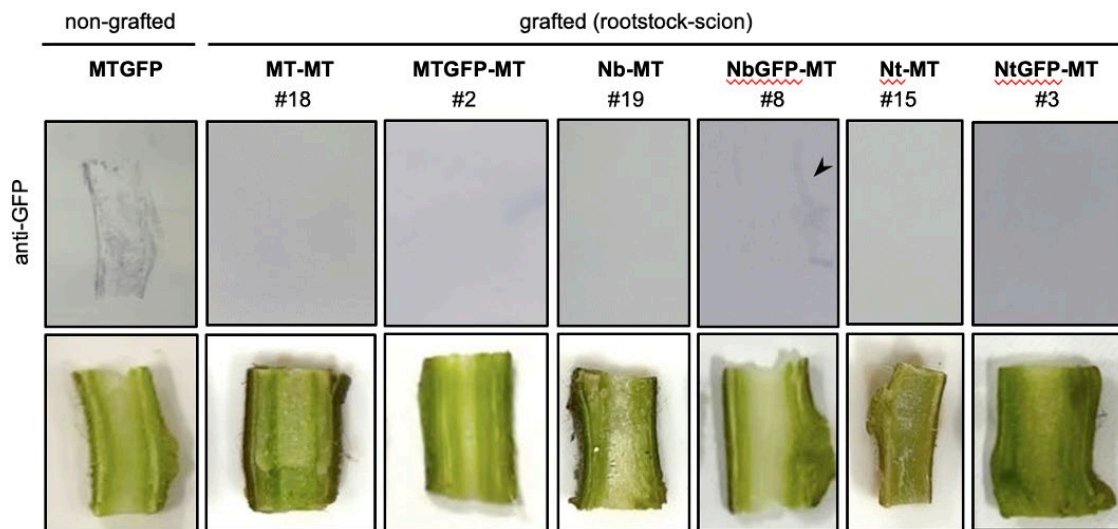 non-grafted
grafted (rootstock-scion)
MTGFP
MT-MT
#18
MTGFP-MT
#2
Nb-MT
#19
NbGFP-MT
#8
Nt-MT
#15
NtGFP-MT
#3
anti-GFP